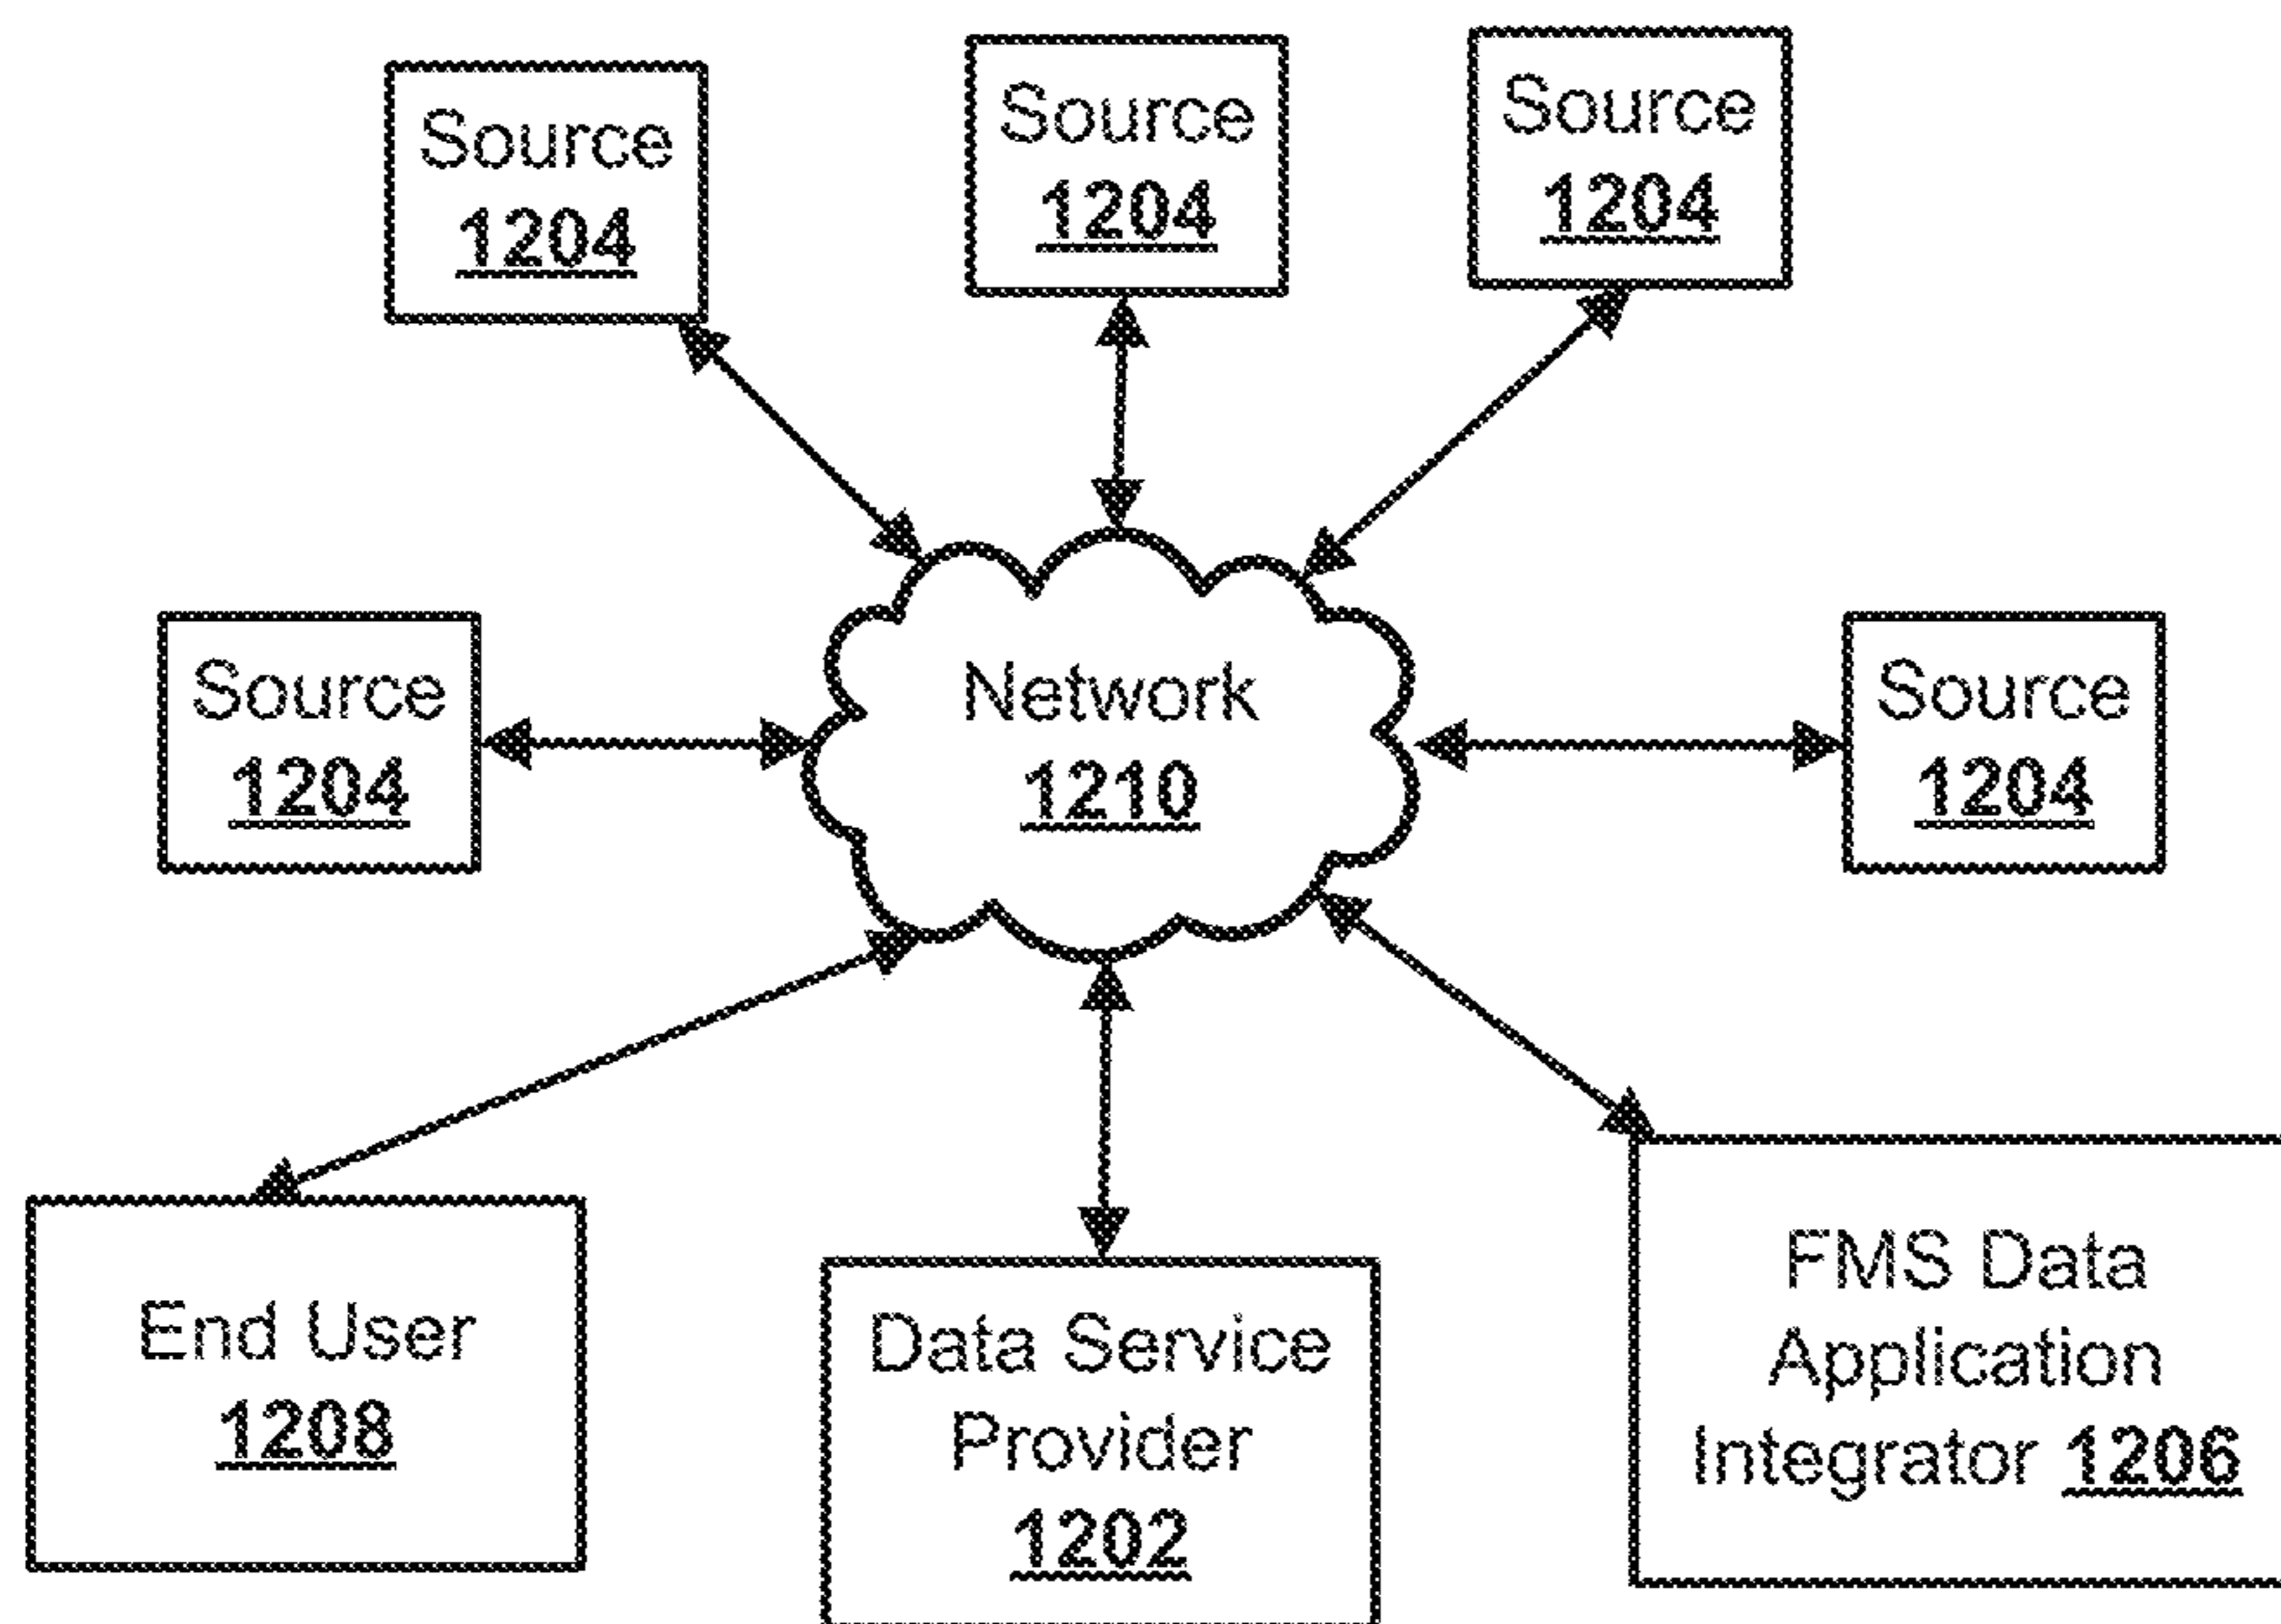 Source
1204
Source
1204
Source
1204
Source
1204
Network
1210
Source
1204
End User
1208
Data Service
Provider
1202
FMS Data
Application
Integrator 1206